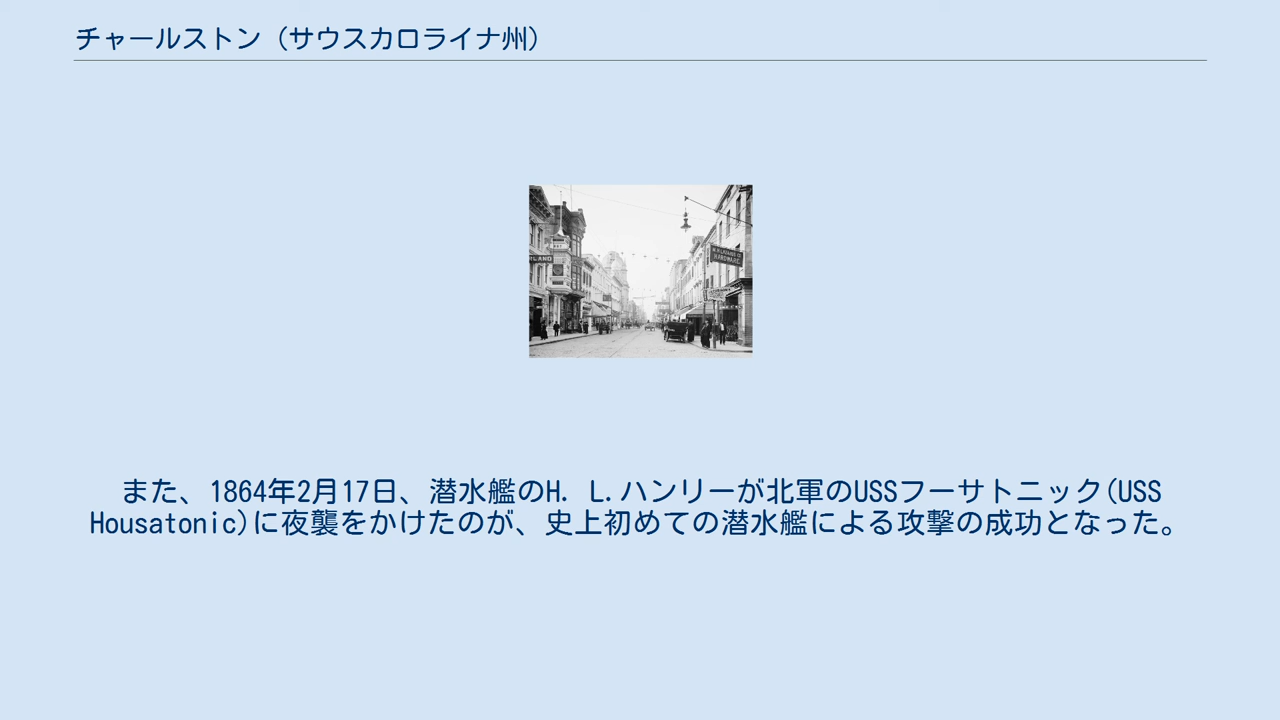 チャールストン（サウスカロライナ州）
RLAND
HARDWARE
また、1864年2月17日、潜水艦のH. L.ハンリーが北軍のUSSフーサトニック(USS
Housatonic)に夜襲をかけたのが、史上初めての潜水艦による攻撃の成功となった。